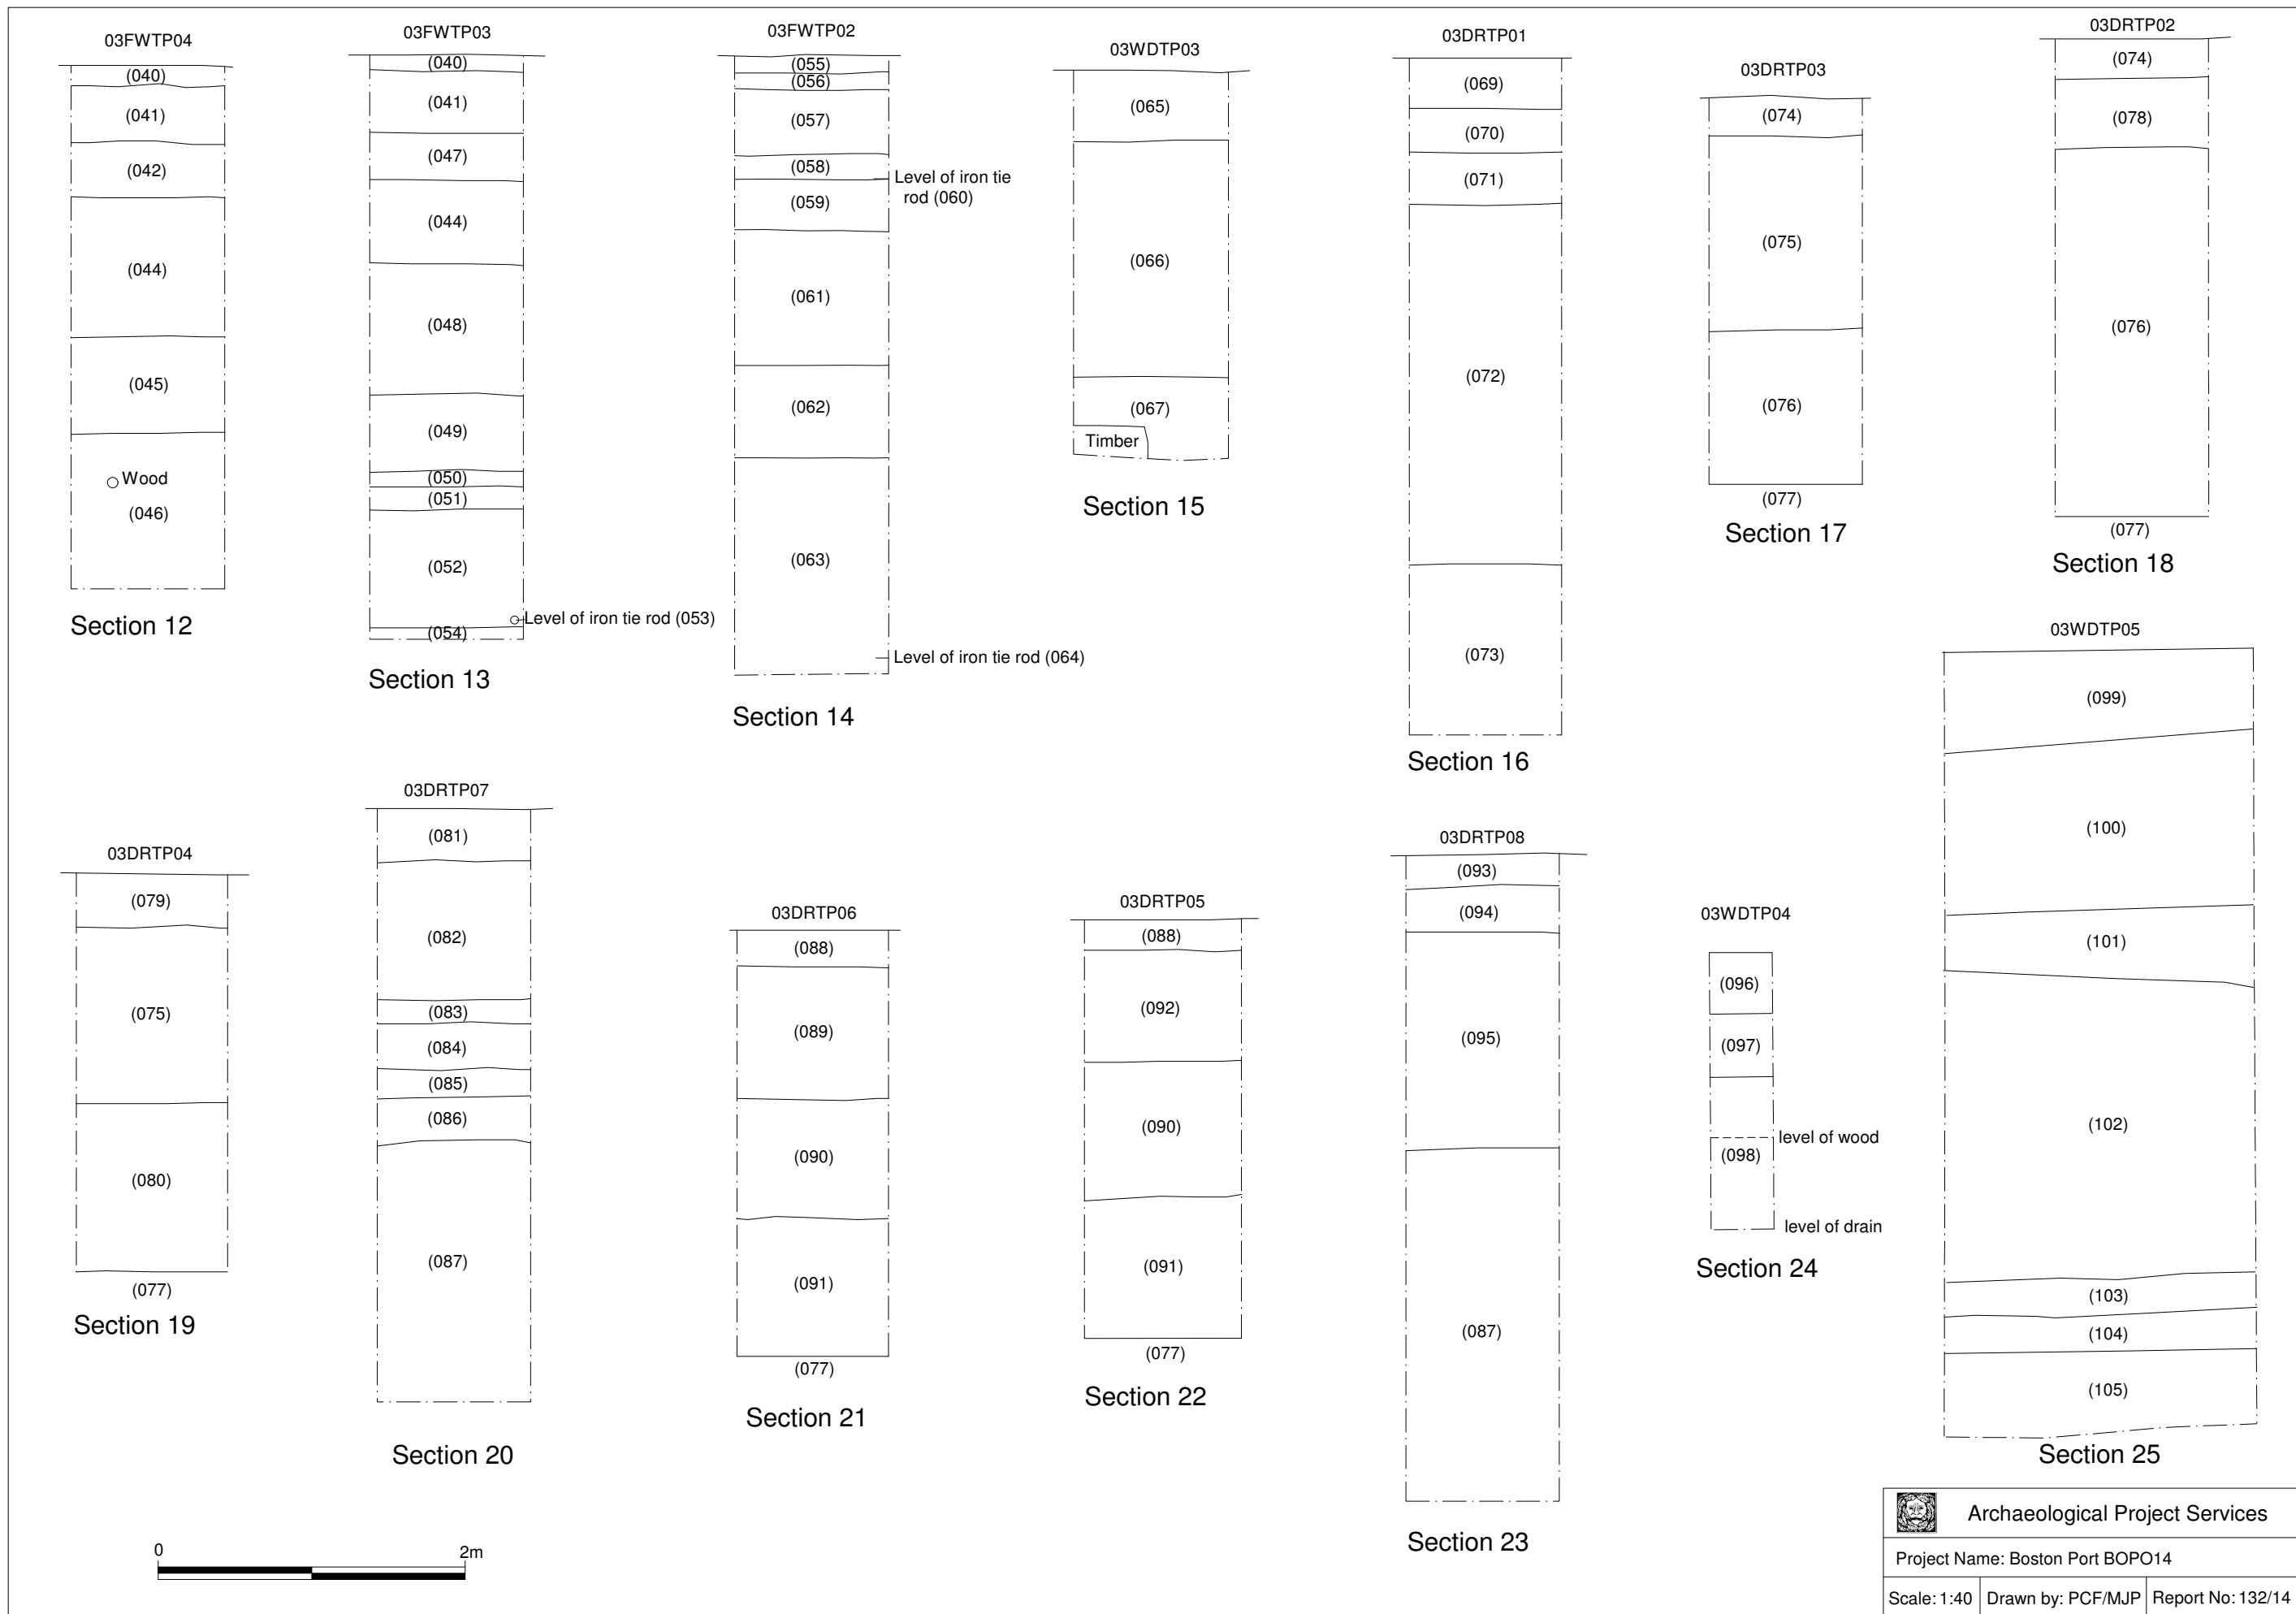 03FWTP04
(040)
(041)
(042)
(044)
(045)
Wood
(046)
Section 12
03FWTP03
(040)
(041)
(047)
(044)
(048)
(049)
(050)
(051)
(052)
Level of iron tie rod (053)
(054)
Section 13
03FWTP02
(055)
(056)
(057)
(058)
Level of iron tie
rod (060)
(059)
(061)
(062)
(063)
Level of iron tie rod (064)
Section 14
03WDTP03
(065)
(066)
(067)
Timber
Section 15
03DRTP01
(069)
(070)
(071)
(072)
(073)
Section 16
03DRTP03
(074)
(075)
(076)
(077)
Section 17
03DRTP02
(074)
(078)
(076)
(077)
Section 18
03DRTP04
(079)
(075)
(080)
(077)
Section 19
03DRTP07
(081)
(082)
(083)
(084)
(085)
(086)
(087)
Section 20
03DRTP06
(088)
(089)
(090)
(091)
(077)
Section 21
03DRTP05
(088)
(092)
(090)
(091)
(077)
Section 22
03DRTP08
(093)
(094)
(095)
(087)
Section 23
03WDTP04
(096)
(097)
level of wood
(098)
level of drain
Section 24
03WDTP05
(099)
(100)
(101)
(102)
(103)
(104)
(105)
Section 25
0 2m
Archaeological Project Services
Project Name: Boston Port BOPO14
Scale: 1:40 Drawn by: PCF/MJP Report No: 132/14